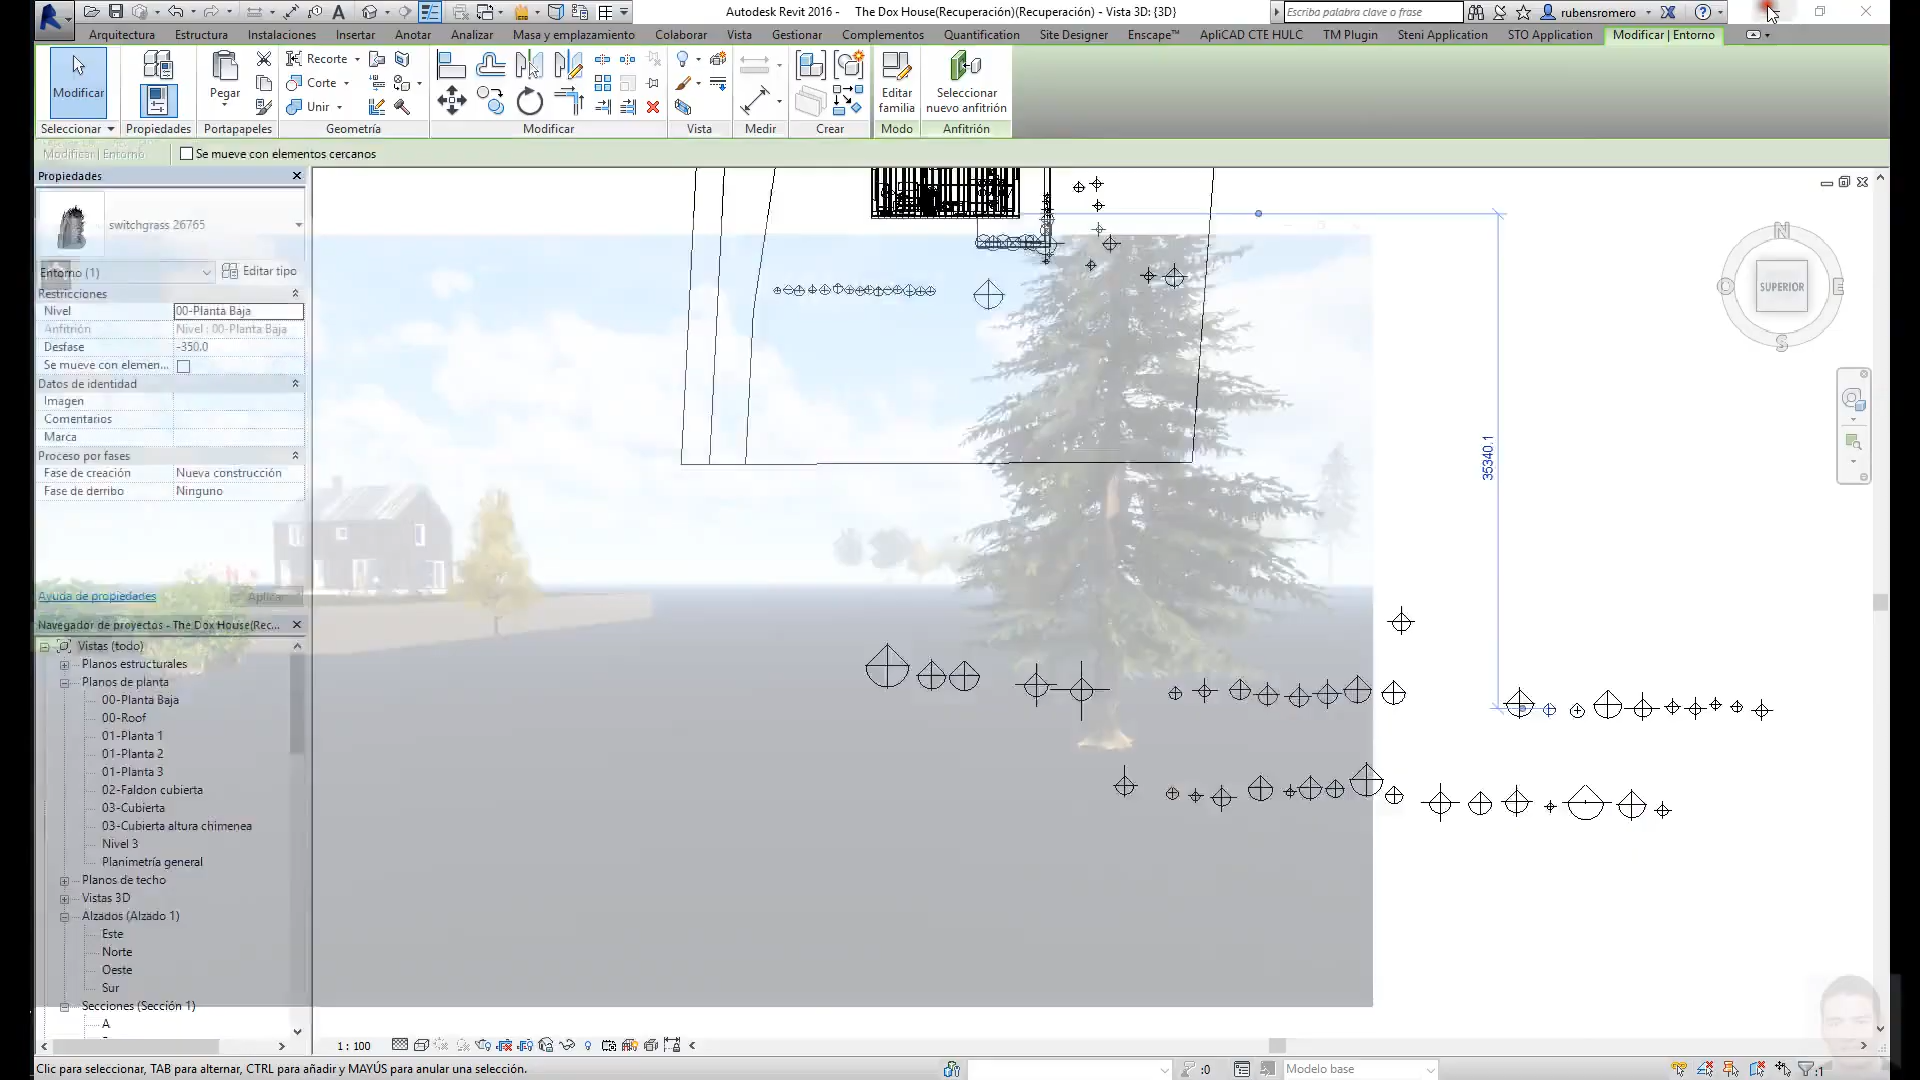 Autodesk Revit 2016 - The Dox House(Recuperación)(Recuperación) - Vista 3D: {3D}
Escriba palabra clave o frase
rubensromero
Arquitectura Estructura Instalaciones Insertar Anotar Analizar Masa y emplazamiento Colaborar Vista Gestionar Complementos Quantification Site Designer Enscape™ ApliCAD CTE HULC TM Plugin Steni Application STO Application Modificar | Entorno
Modificar
Pegar
Recorte
Corte
Unir
Editar familia
Seleccionar nuevo anfitrión
Seleccionar Propiedades Portapapeles Geometría Modificar Vista Medir Crear Modo Anfitrión
Modificar | Entorno
Se mueve con elementos cercanos
Propiedades
switchgrass 26765
Entorno (1)
Editar tipo
Restricciones
Nivel 00-Planta Baja
Anfitrión Nivel : 00-Planta Baja
Desfase -350.0
Se mueve con elemen...
Datos de identidad
Imagen
Comentarios
Marca
Proceso por fases
Fase de creación Nueva construcción
Fase de derribo Ninguno
Ayuda de propiedades
Aplicar
Navegador de proyectos - The Dox House(Rec...
Vistas (todo)
Planos estructurales
Planos de planta
00-Planta Baja
00-Roof
01-Planta 1
01-Planta 2
01-Planta 3
02-Faldon cubierta
03-Cubierta
03-Cubierta altura chimenea
Nivel 3
Planimetría general
Planos de techo
Vistas 3D
Alzados (Alzado 1)
Este
Norte
Oeste
Sur
Secciones (Sección 1)
A
N
SUPERIOR
E
O
S
35340.1
1 : 100
Clic para seleccionar, TAB para alternar, CTRL para añadir y MAYÚS para anular una selección.
:0
Modelo base
:1